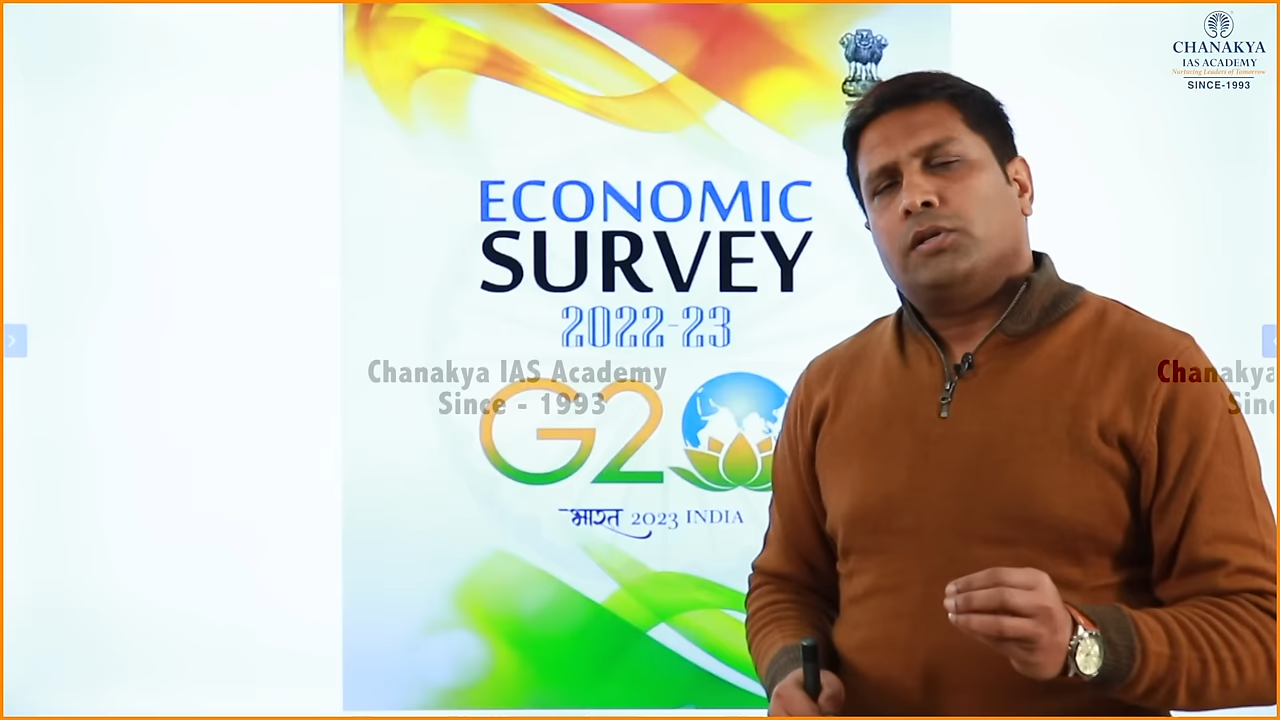 CHANAKYA
IAS ACADEMY
Nurturing Leaders of Tomorrow
SINCE-1993
ECONOMIC
SURVEY
2022-23
Chanakya IAS Academy
Since - 1993
Chanakya
Sinc
G20
भारत 2023 INDIA